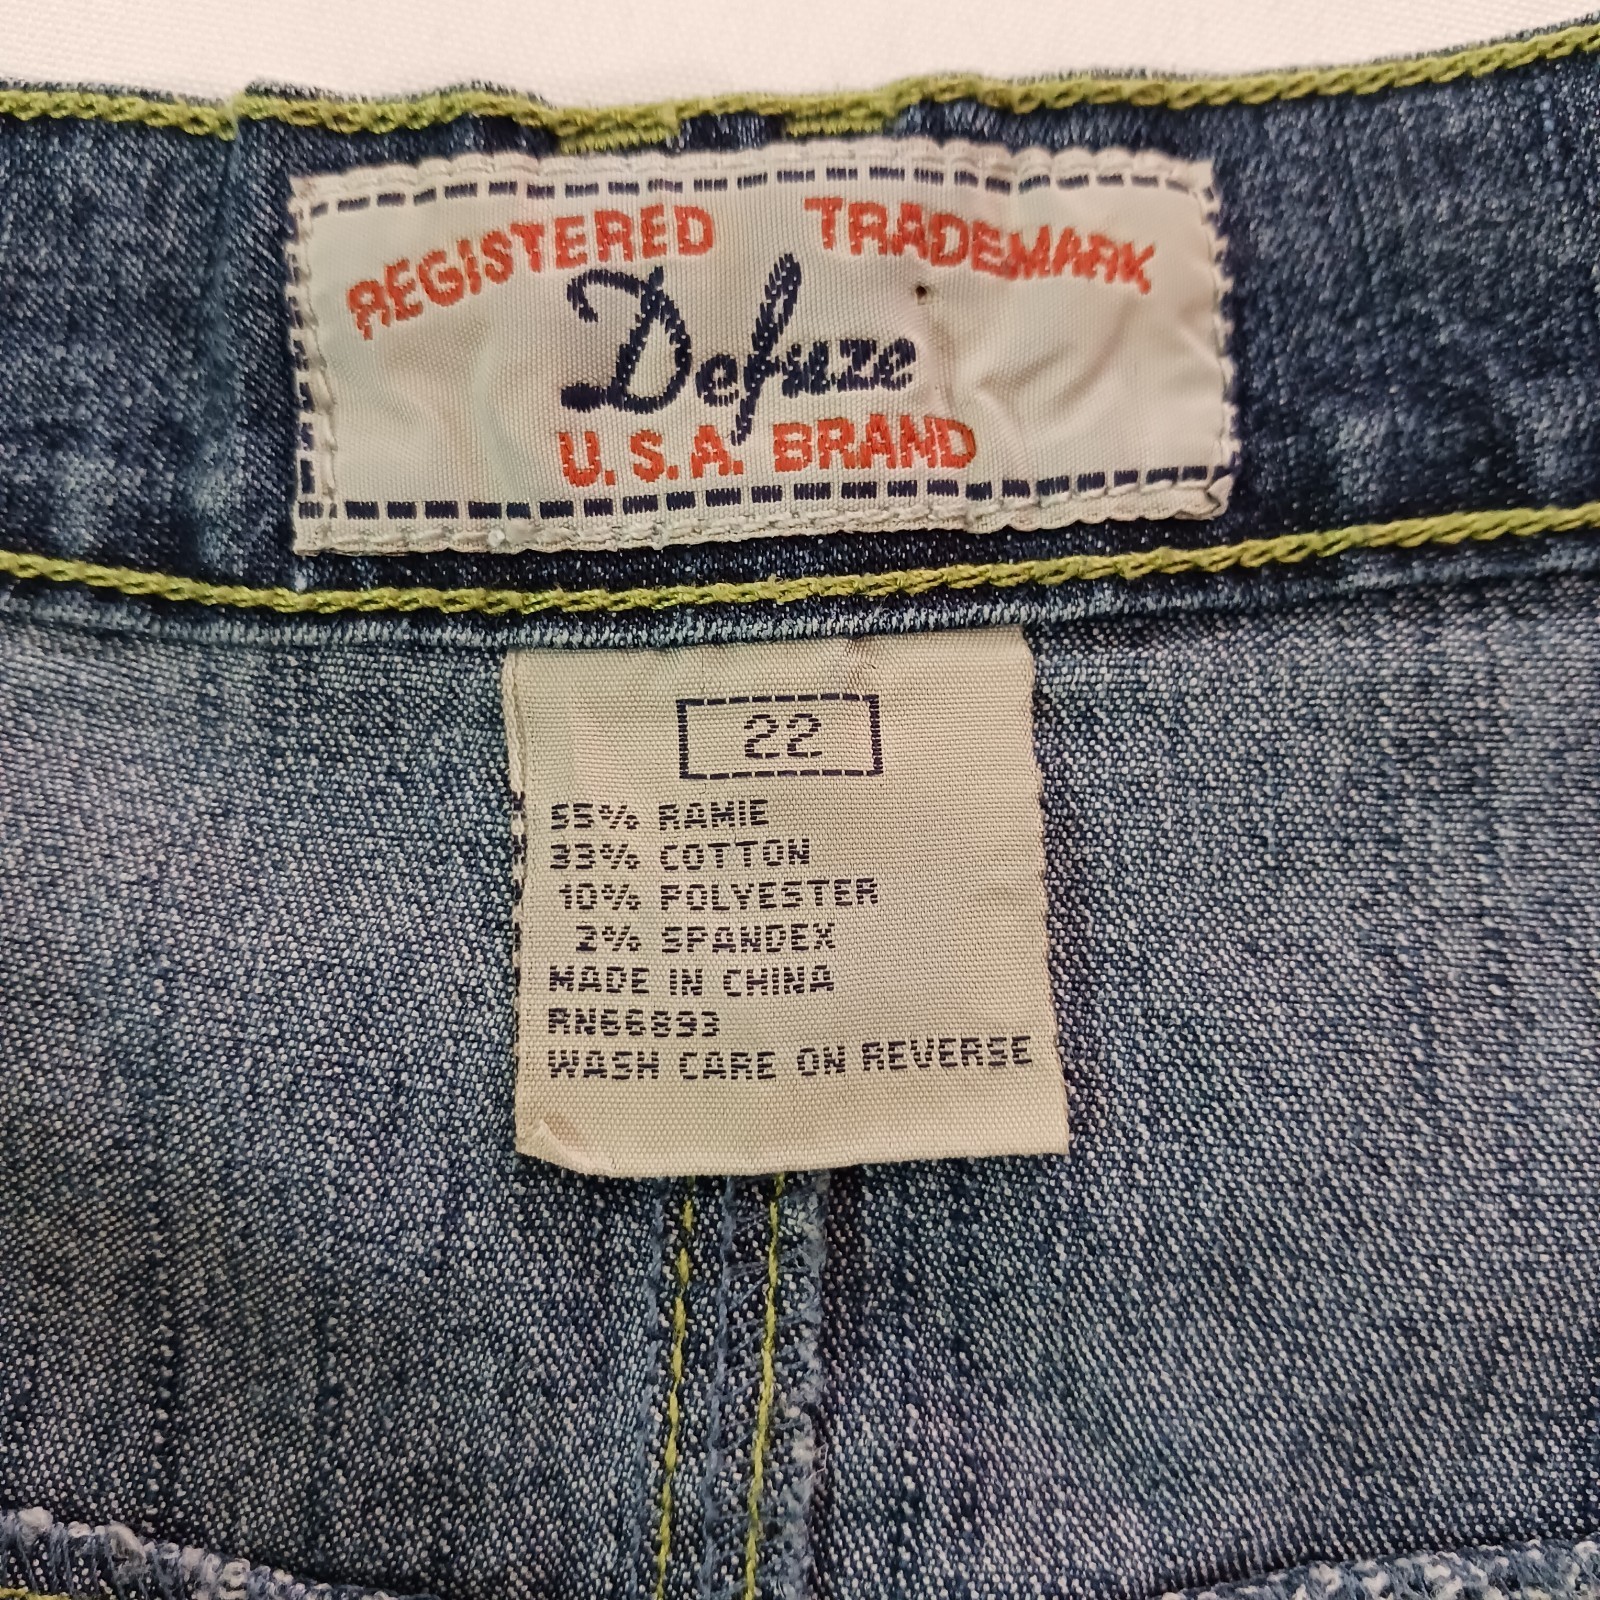 REGISTERED TRADEMARK
Defuze
U.S.A. BRAND
22
55% RAMIE
33% COTTON
10% POLYESTER
2% SPANDEX
MADE IN CHINA
RN66893
WASH CARE ON REVERSE